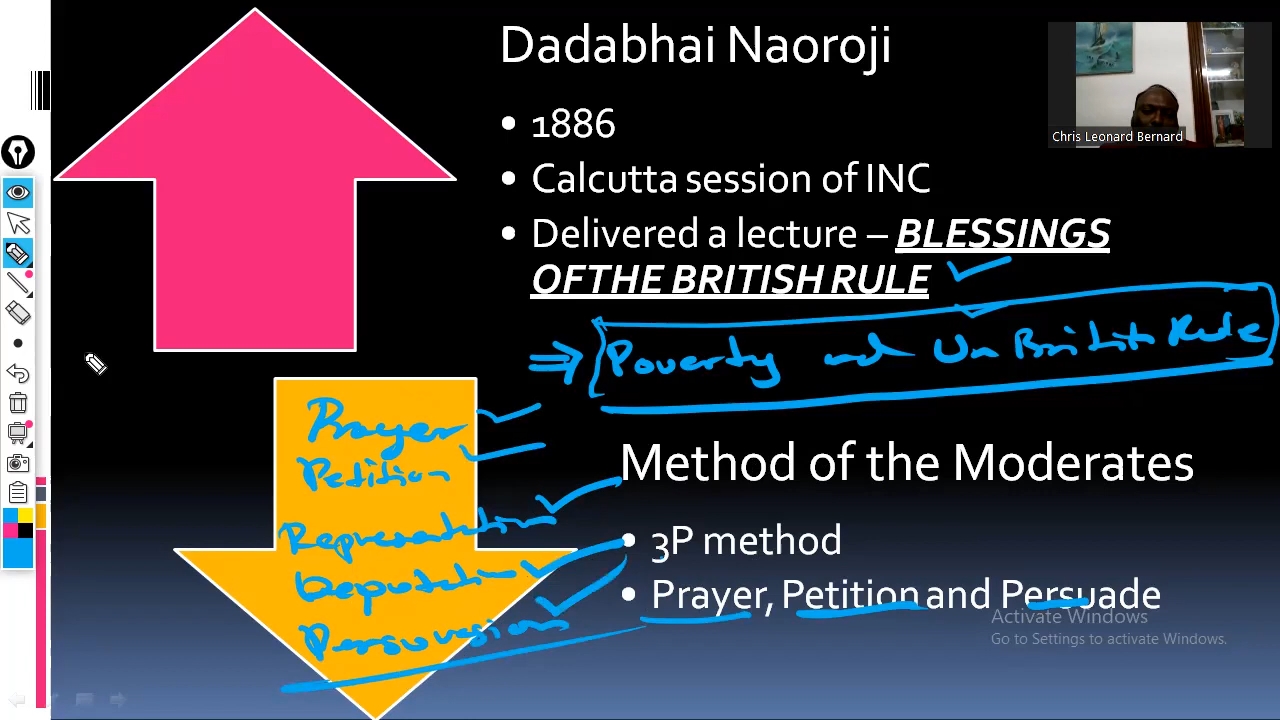 Dadabhai Naoroji
• 1886
• Calcutta session of INC
• Delivered a lecture – BLESSINGS
OFTHE BRITISH RULE
Chris Leonard Bernard
⇒ Poverty and Un British Rule
Prayer
Petition
Representation
Deputation
Persuasion
Method of the Moderates
• 3P method
• Prayer, Petition and Persuade
Activate Windows
Go to Settings to activate Windows.